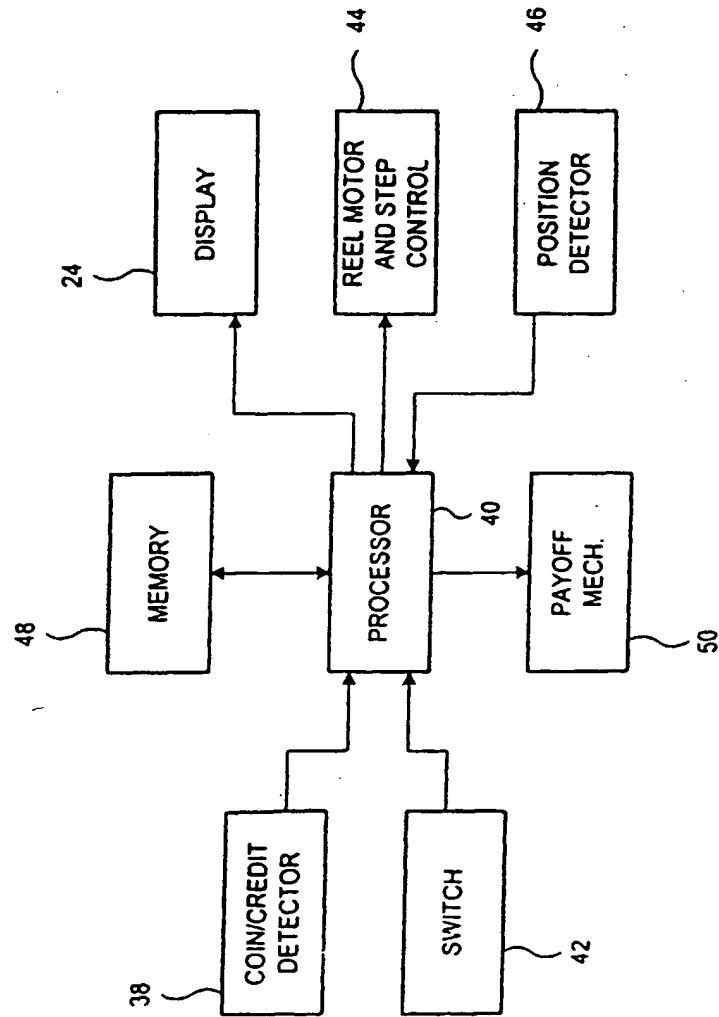 48
MEMORY
24
DISPLAY
38
COIN/CREDIT
DETECTOR
PROCESSOR
40
REEL MOTOR
AND STEP
CONTROL
44
SWITCH
42
PAYOFF
MECH.
50
POSITION
DETECTOR
46